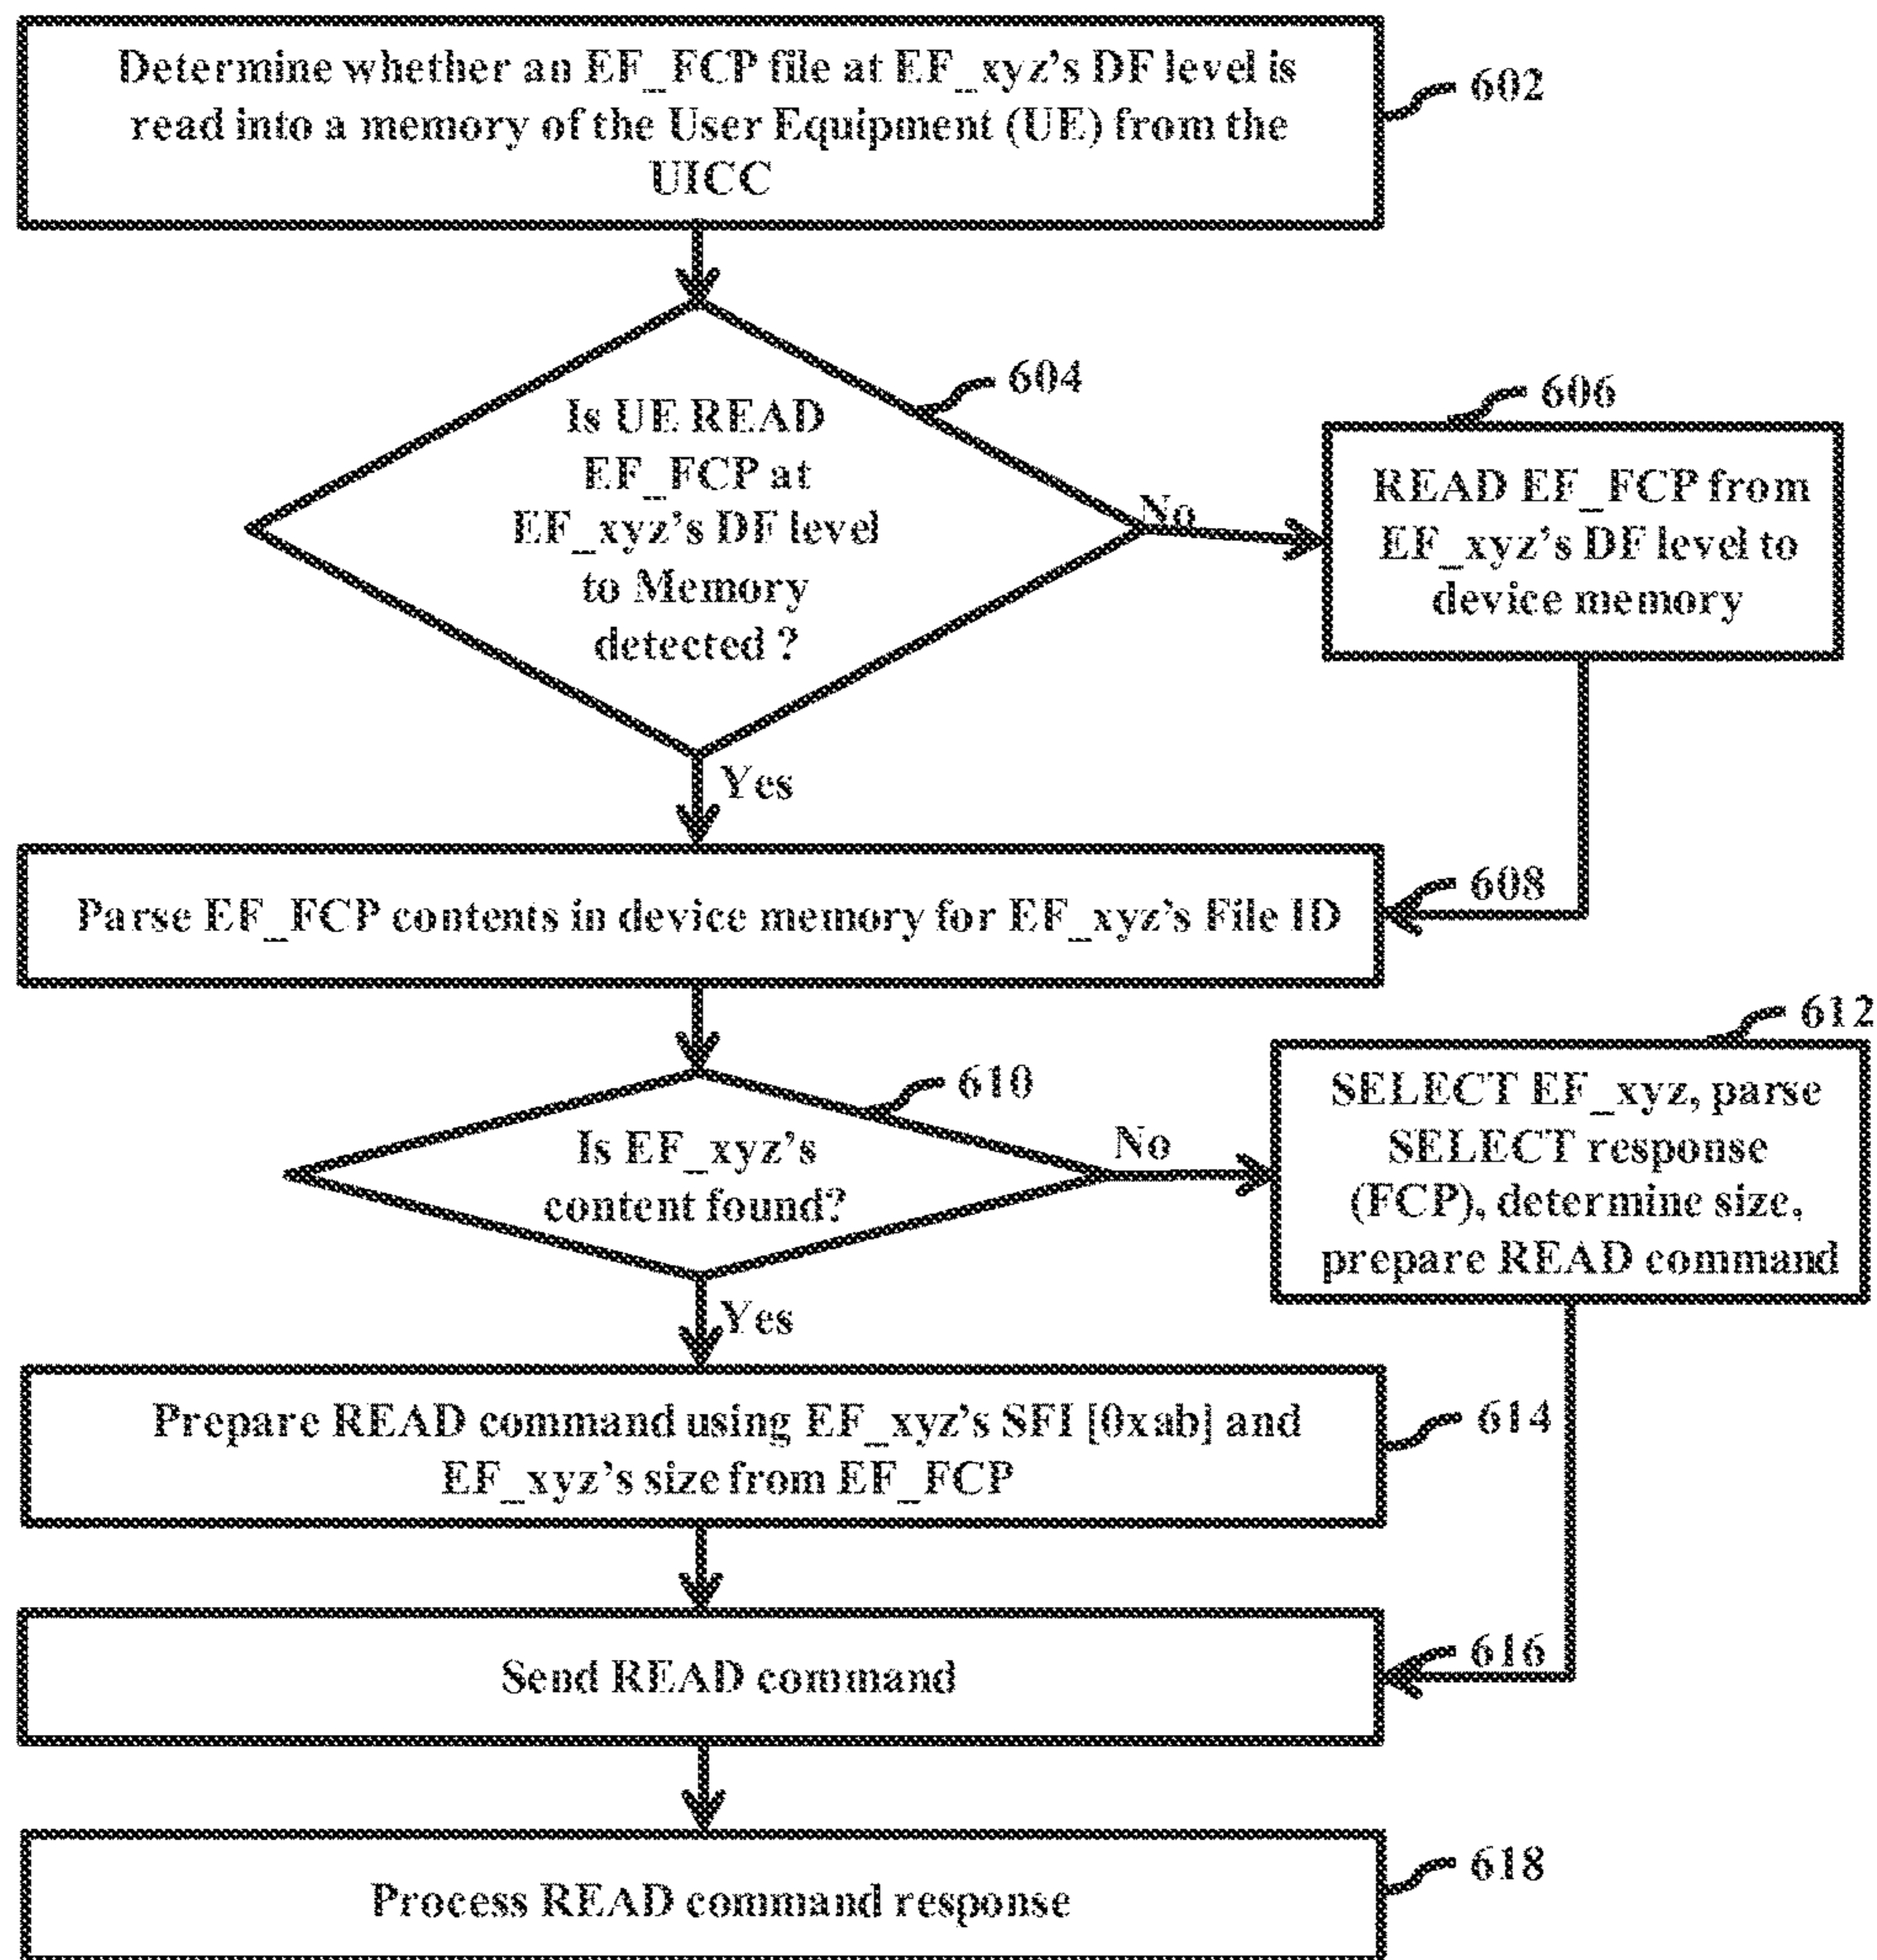 Determine whether an EF_FCP file at EF_xyz's DF level is
read into a memory of the User Equipment (UE) from the
UICC
602
604
Is UE READ
EF_FCP at
EF_xyz's DF level
to Memory
detected ?
No
606
READ EF_FCP from
EF_xyz's DF level to
device memory
Yes
Parse EF_FCP contents in device memory for EF_xyz's File ID
608
610
Is EF_xyz's
content found?
No
612
SELECT EF_xyz, parse
SELECT response
(FCP), determine size,
prepare READ command
Yes
Prepare READ command using EF_xyz's SFI [0xab] and
EF_xyz's size from EF_FCP
614
Send READ command
616
Process READ command response
618